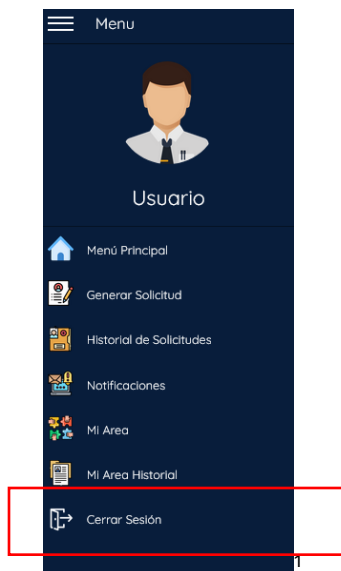 Menu
Usuario
Menú Principal
Generar Solicitud
Historial de Solicitudes
Notificaciones
Mi Area
Mi Area Historial
Cerrar Sesión
1